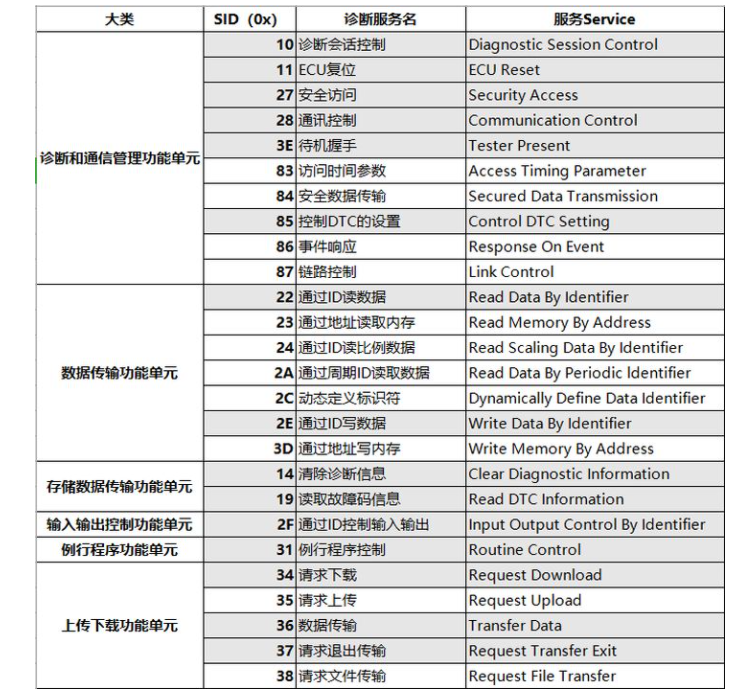 大类 SID（0x） 诊断服务名 服务Service
诊断和通信管理功能单元
10 诊断会话控制 Diagnostic Session Control
11 ECU复位 ECU Reset
27 安全访问 Security Access
28 通讯控制 Communication Control
3E 待机握手 Tester Present
83 访问时间参数 Access Timing Parameter
84 安全数据传输 Secured Data Transmission
85 控制DTC的设置 Control DTC Setting
86 事件响应 Response On Event
87 链路控制 Link Control
数据传输功能单元
22 通过ID读数据 Read Data By Identifier
23 通过地址读取内存 Read Memory By Address
24 通过ID读比例数据 Read Scaling Data By Identifier
2A 通过周期ID读取数据 Read Data By Periodic Identifier
2C 动态定义标识符 Dynamically Define Data Identifier
2E 通过ID写数据 Write Data By Identifier
3D 通过地址写内存 Write Memory By Address
存储数据传输功能单元
14 清除诊断信息 Clear Diagnostic Information
19 读取故障码信息 Read DTC Information
输入输出控制功能单元 2F 通过ID控制输入输出 Input Output Control By Identifier
例行程序功能单元 31 例行程序控制 Routine Control
上传下载功能单元
34 请求下载 Request Download
35 请求上传 Request Upload
36 数据传输 Transfer Data
37 请求退出传输 Request Transfer Exit
38 请求文件传输 Request File Transfer